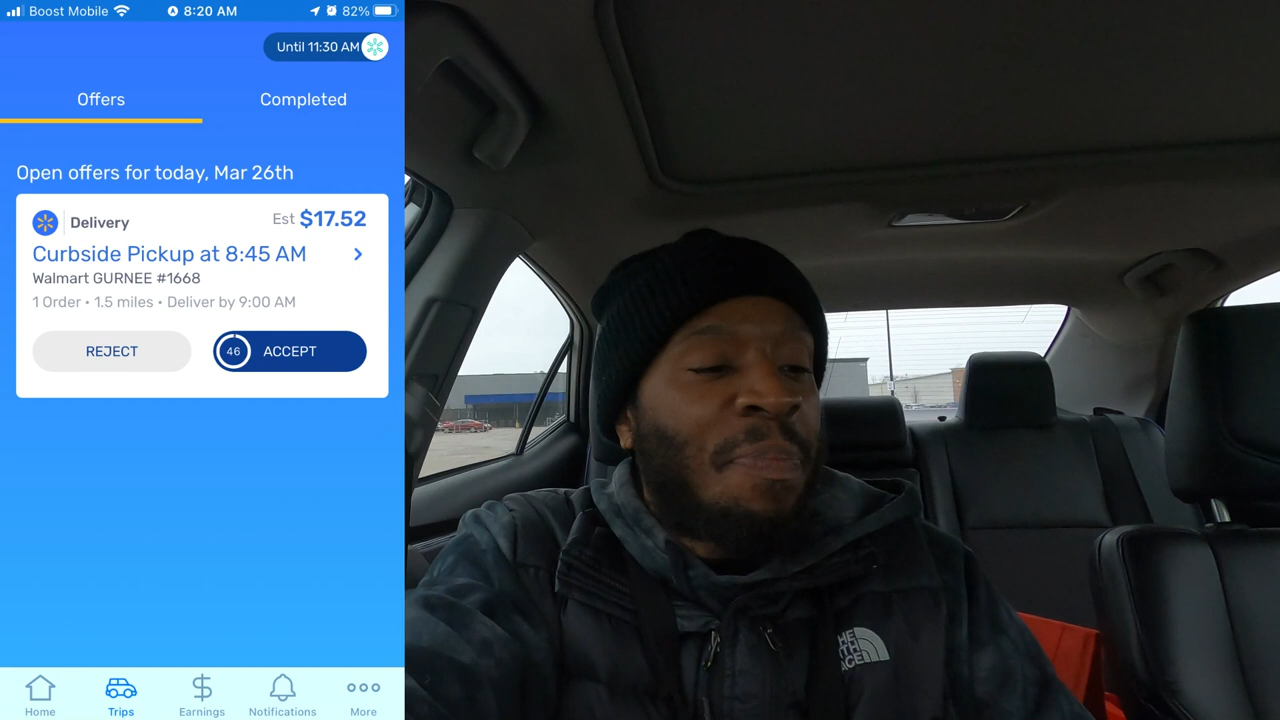 Boost Mobile 8:20 AM 82%
Until 11:30 AM
Offers Completed
Open offers for today, Mar 26th
Delivery Est $17.52
Curbside Pickup at 8:45 AM
Walmart GURNEE #1668
1 Order • 1.5 miles • Deliver by 9:00 AM
REJECT 46 ACCEPT
Home Trips Earnings Notifications More
THE
NORTH
FACE